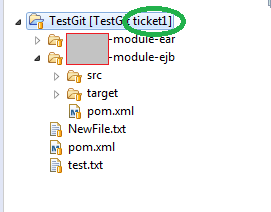 TestGit [TestGit ticket1]
-module-ear
-module-ejb
src
target
pom.xml
NewFile.txt
pom.xml
test.txt